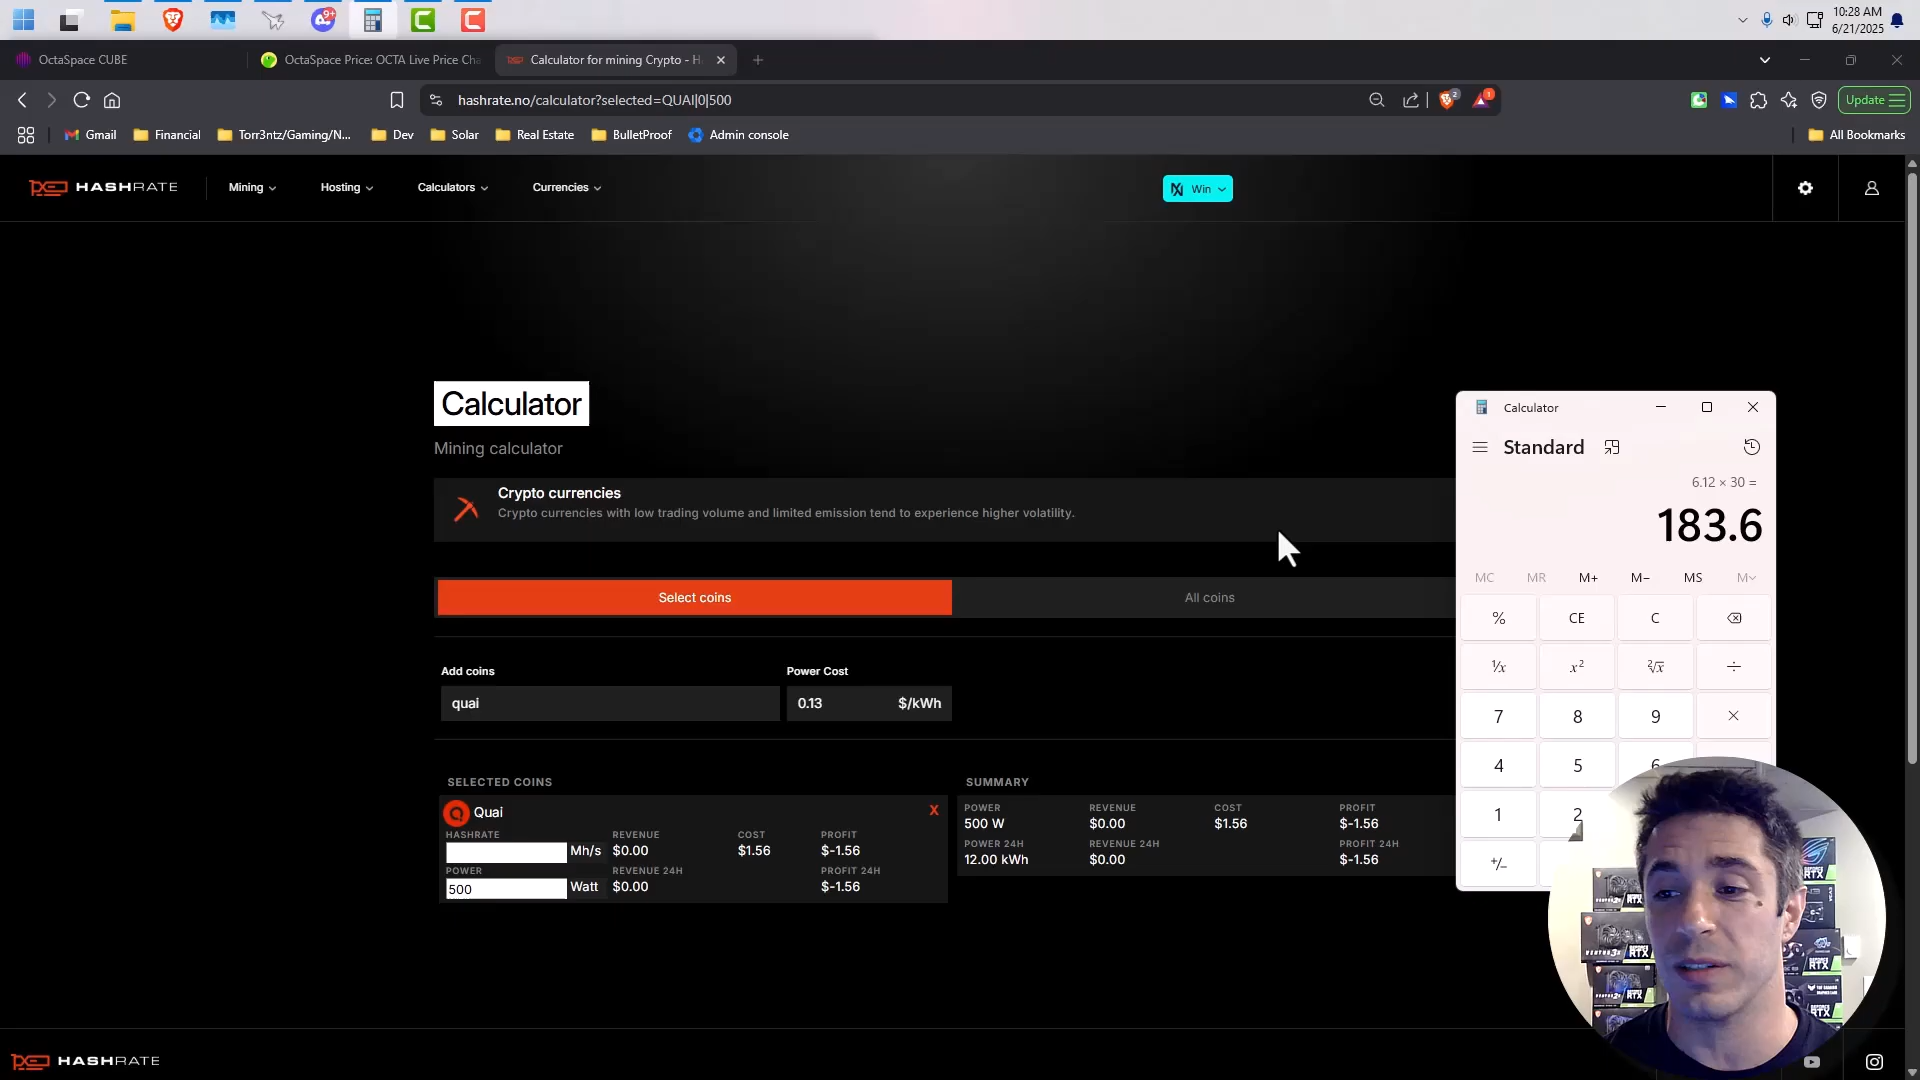 10:28 AM
6/21/2025
9+
OctaSpace CUBE
OctaSpace Price: OCTA Live Price Cha
Calculator for mining Crypto - H
hashrate.no/calculator?selected=QUAI|0|500
2
1
Update
Gmail
Financial
Torr3ntz/Gaming/N...
Dev
Solar
Real Estate
BulletProof
Admin console
All Bookmarks
HASHRATE
Mining
Hosting
Calculators
Currencies
Win
Calculator
Mining calculator
Crypto currencies
Crypto currencies with low trading volume and limited emission tend to experience higher volatility.
Select coins
All coins
Add coins
Power Cost
quai
0.13 $/kWh
SELECTED COINS
Quai
X
HASHRATE
REVENUE
COST
PROFIT
Mh/s
$0.00
$1.56
$-1.56
POWER
REVENUE 24H
PROFIT 24H
500
Watt
$0.00
$-1.56
SUMMARY
POWER
REVENUE
COST
PROFIT
500 W
$0.00
$1.56
$-1.56
POWER 24H
REVENUE 24H
PROFIT 24H
12.00 kWh
$0.00
$-1.56
Calculator
Standard
6.12 × 30 =
183.6
MC MR M+ M− MS M˅
% CE C
⅟x x² ²√x ÷
7 8 9 ×
4 5 6
1 2
+/−
HASHRATE